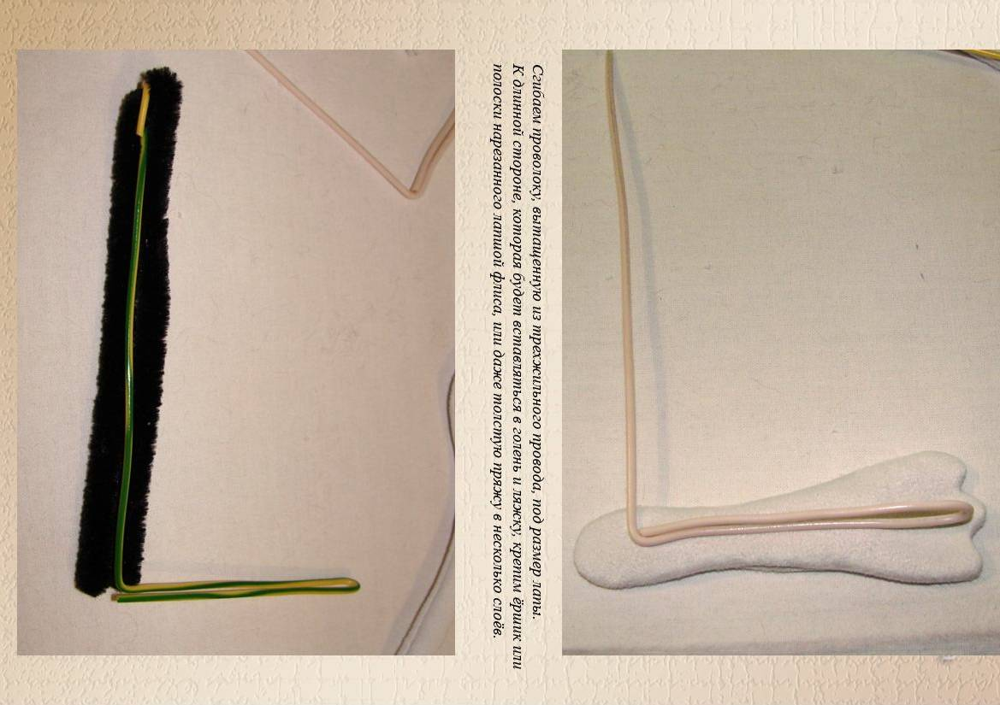 Сгибаем проволоку, вытащенную из трехжильного провода, под размер лапы.
К длинной стороне, которая будет вставляться в голень и ляжку, крепим ёршик или
полоски нарезанного лапшой флиса, или даже толстую пряжу в несколько слоёв.